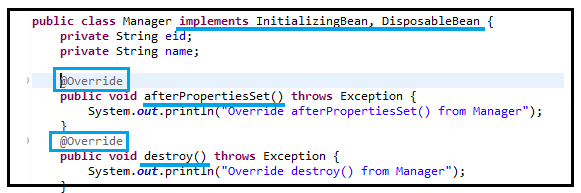 public class Manager implements InitializingBean, DisposableBean {
private String eid;
private String name;
@Override
public void afterPropertiesSet() throws Exception {
System.out.println("Override afterPropertiesSet() from Manager");
}
@Override
public void destroy() throws Exception {
System.out.println("Override destroy() from Manager");
}